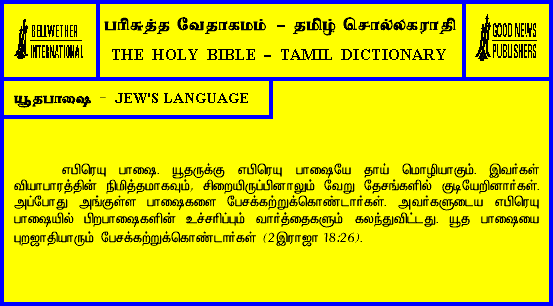 BELLWETHER
INTERNATIONAL
பரிசுத்த வேதாகமம் – தமிழ் சொல்லகராதி
THE HOLY BIBLE – TAMIL DICTIONARY
GOOD NEWS
PUBLISHERS
யூதபாஷை – JEW'S LANGUAGE
எபிரெயு பாஷை. யூதருக்கு எபிரெயு பாஷையே தாய் மொழியாகும். இவர்கள்
வியாபாரத்தின் நிமித்தமாகவும், சிறையிருப்பினாலும் வேறு தேசங்களில் குடியேறினார்கள்.
அப்போது அங்குள்ள பாஷைகளை பேசக்கற்றுக்கொண்டார்கள். அவர்களுடைய எபிரெயு
பாஷையில் பிறபாஷைகளின் உச்சரிப்பும் வார்த்தைகளும் கலந்துவிட்டது. யூத பாஷையை
புறஜாதியாரும் பேசக்கற்றுக்கொண்டார்கள் (2இராஜா 18:26).